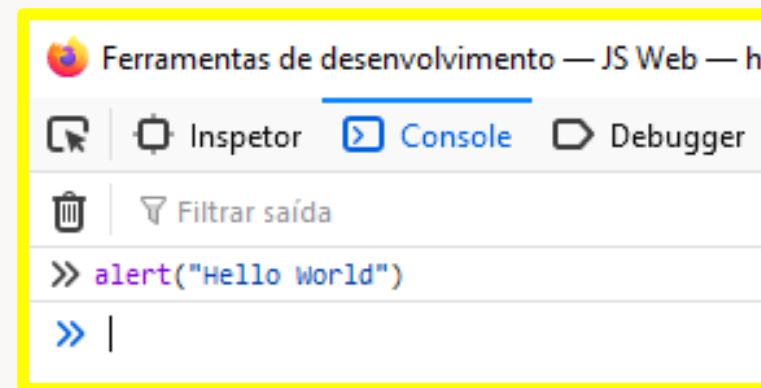 Ferramentas de desenvolvimento — JS Web — h
Inspetor Console Debugger
Filtrar saída
>> alert("Hello World")
>>